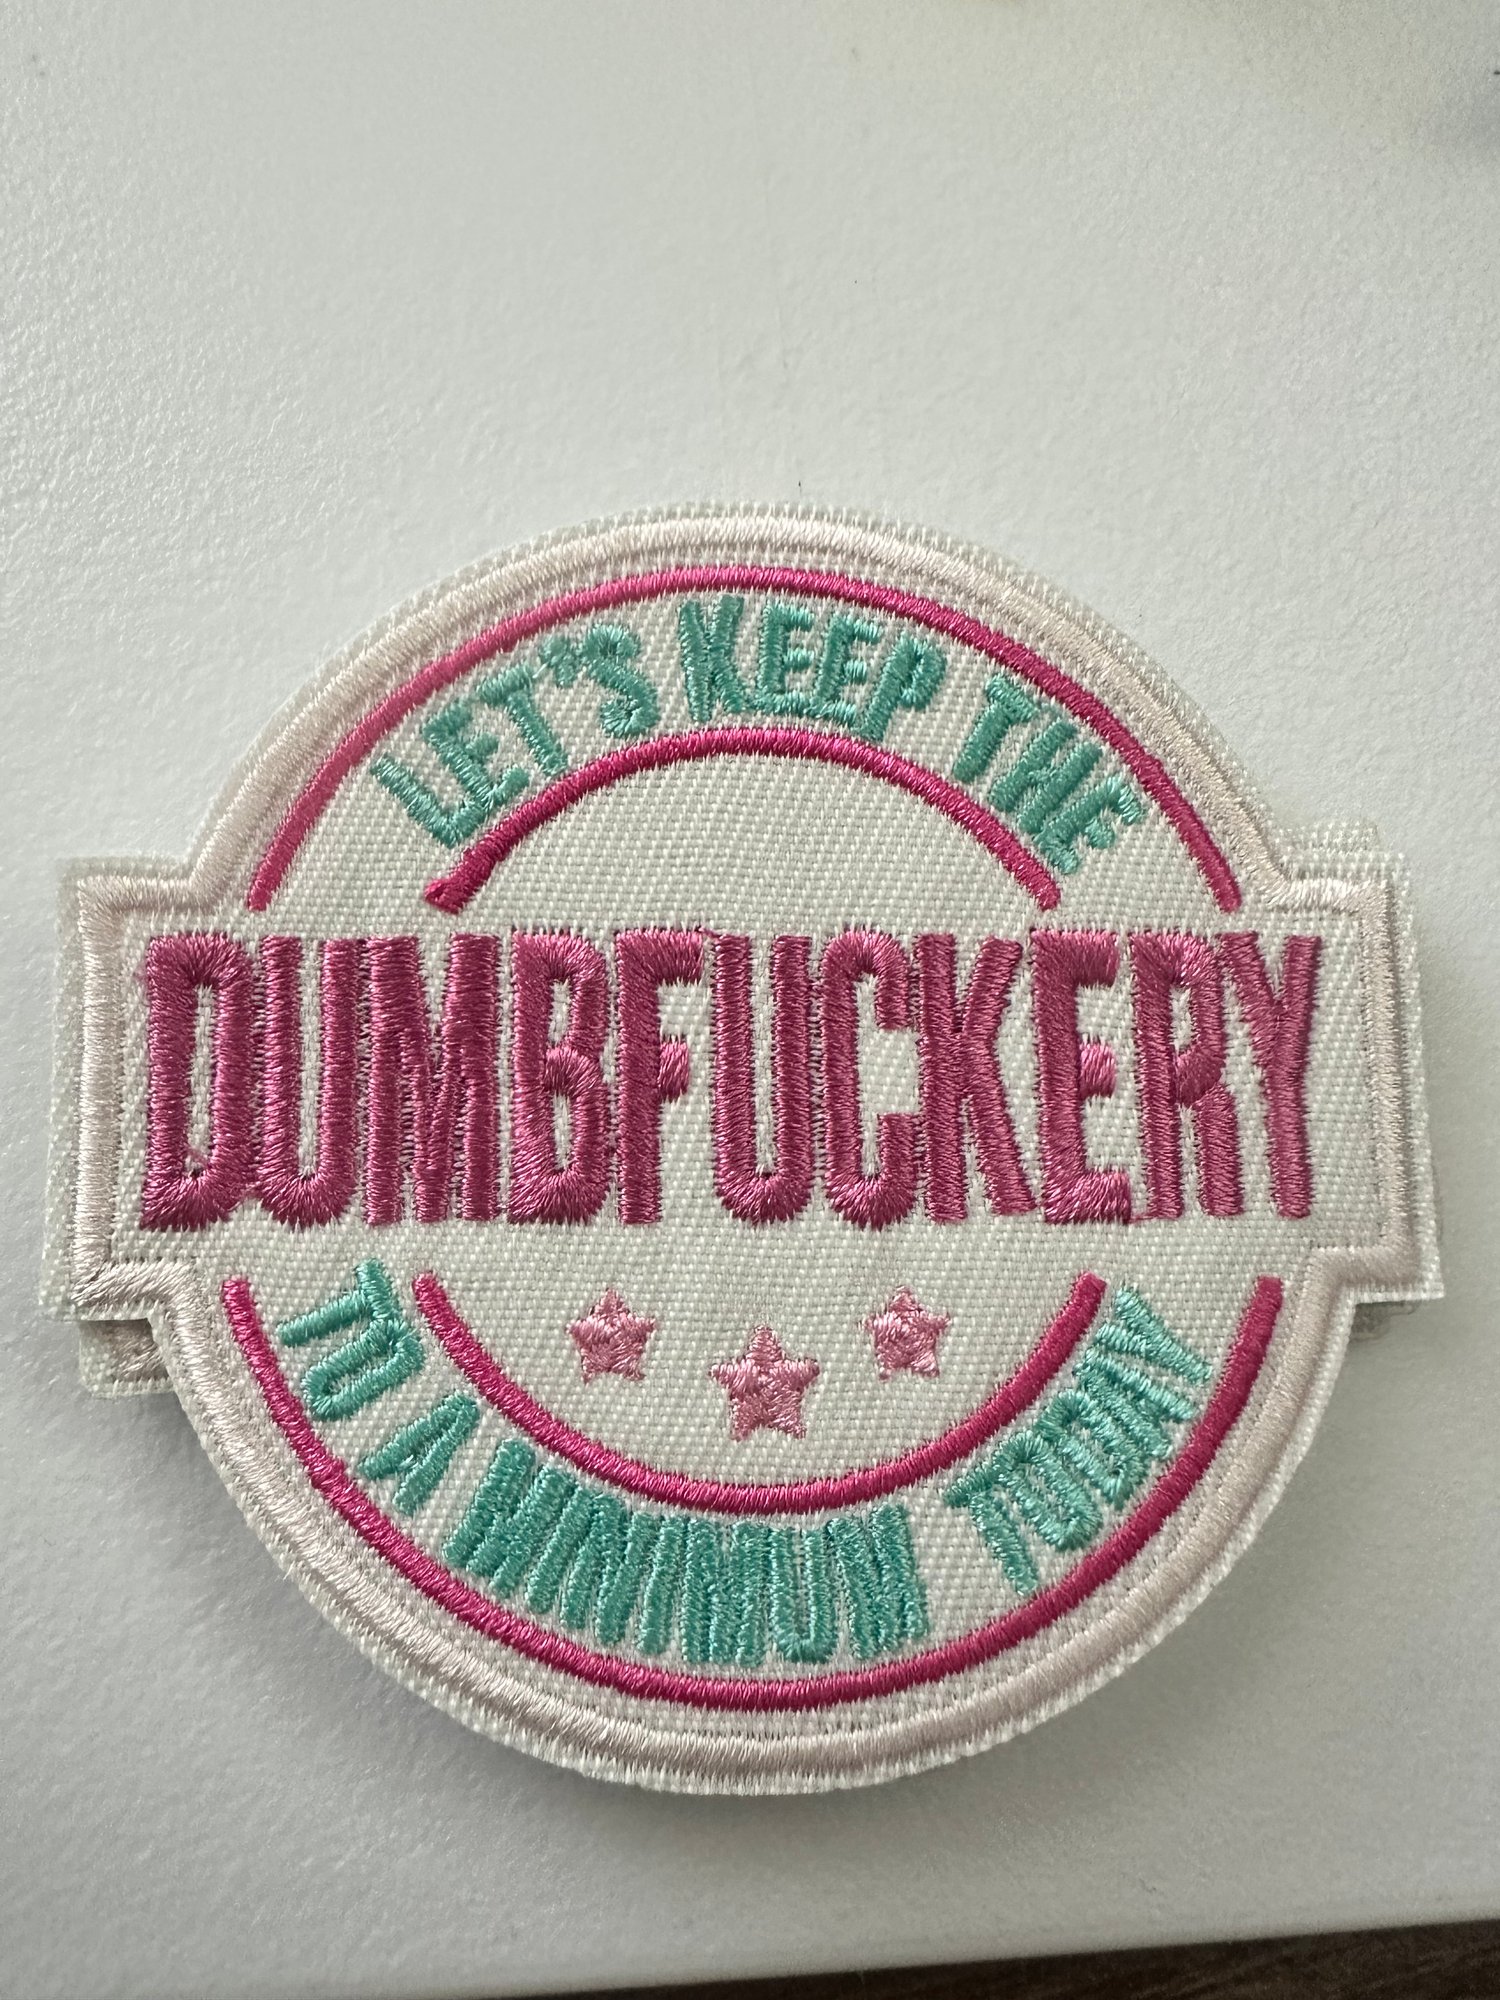 LET'S KEEP THE
DUMBFUCKERY
TO A MINIMUM TODAY